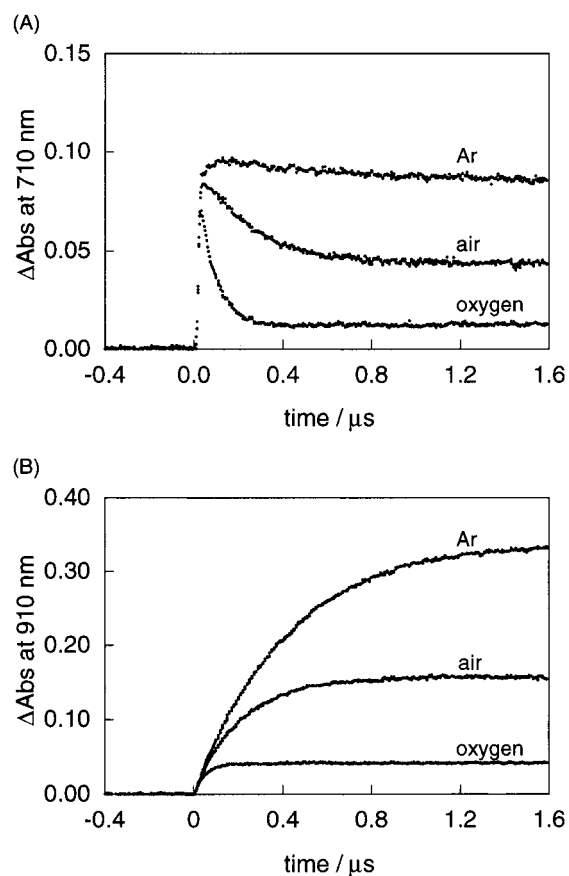 (A)
ΔAbs at 710 nm
0.15
0.10
0.05
0.00
Ar
air
oxygen
-0.4 0.0 0.4 0.8 1.2 1.6
time / μs
(B)
ΔAbs at 910 nm
0.40
0.30
0.20
0.10
0.00
Ar
air
oxygen
-0.4 0 0.4 0.8 1.2 1.6
time / μs